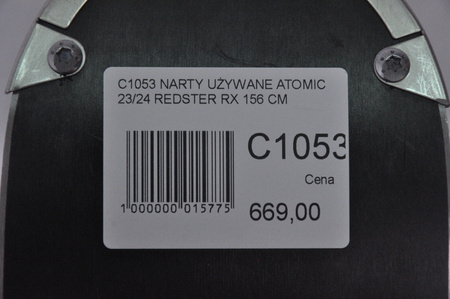 C1053 NARTY UŻYWANE ATOMIC
23/24 REDSTER RX 156 CM
C1053
Cena
1 000000 015775
669,00